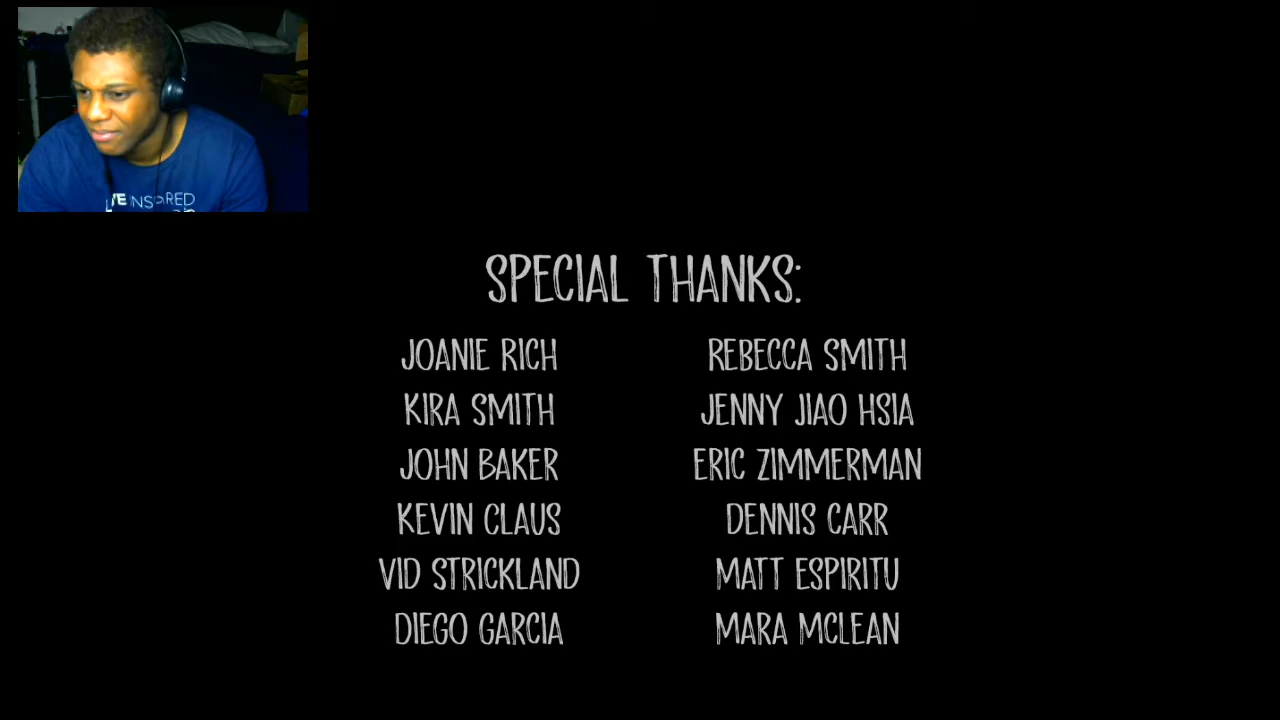 INSPIRED
SPECIAL THANKS:
JOANIE RICH
KIRA SMITH
JOHN BAKER
KEVIN CLAUS
VID STRICKLAND
DIEGO GARCIA
REBECCA SMITH
JENNY JIAO HSIA
ERIC ZIMMERMAN
DENNIS CARR
MATT ESPIRITU
MARA MCLEAN